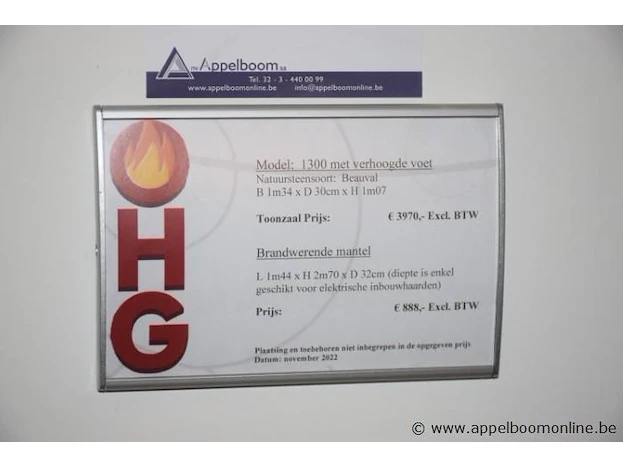 nv Appelboom sa
Tel. 32 - 3 - 440 00 99
www.appelboomonline.be info@appelboomonline.be
OHG
Model: 1300 met verhoogde voet
Natuursteensoort: Beauval
B 1m34 x D 30cm x H 1m07
Toonzaal Prijs: € 3970,- Excl. BTW
Brandwerende mantel
L 1m44 x H 2m70 x D 32cm (diepte is enkel
geschikt voor elektrische inbouwhaarden)
Prijs: € 888,- Excl. BTW
Plaatsing en toebehoren niet inbegrepen in de opgegeven prijs
Datum: november 2022
© www.appelboomonline.be